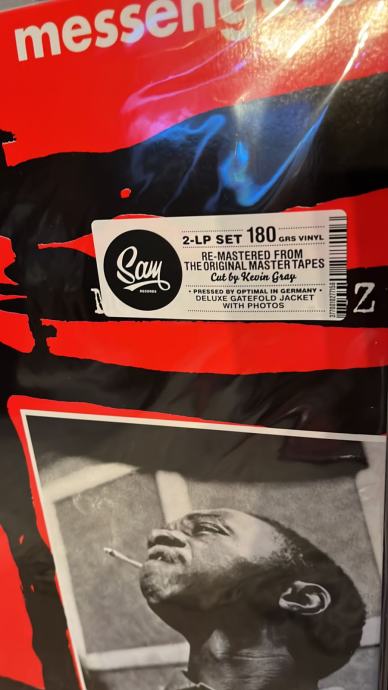 messeng
Sam
RECORDS
2-LP SET 180 GRS VINYL
RE-MASTERED FROM
THE ORIGINAL MASTER TAPES
Cut by Kevin Gray
• PRESSED BY OPTIMAL IN GERMANY •
DELUXE GATEFOLD JACKET
WITH PHOTOS
Z